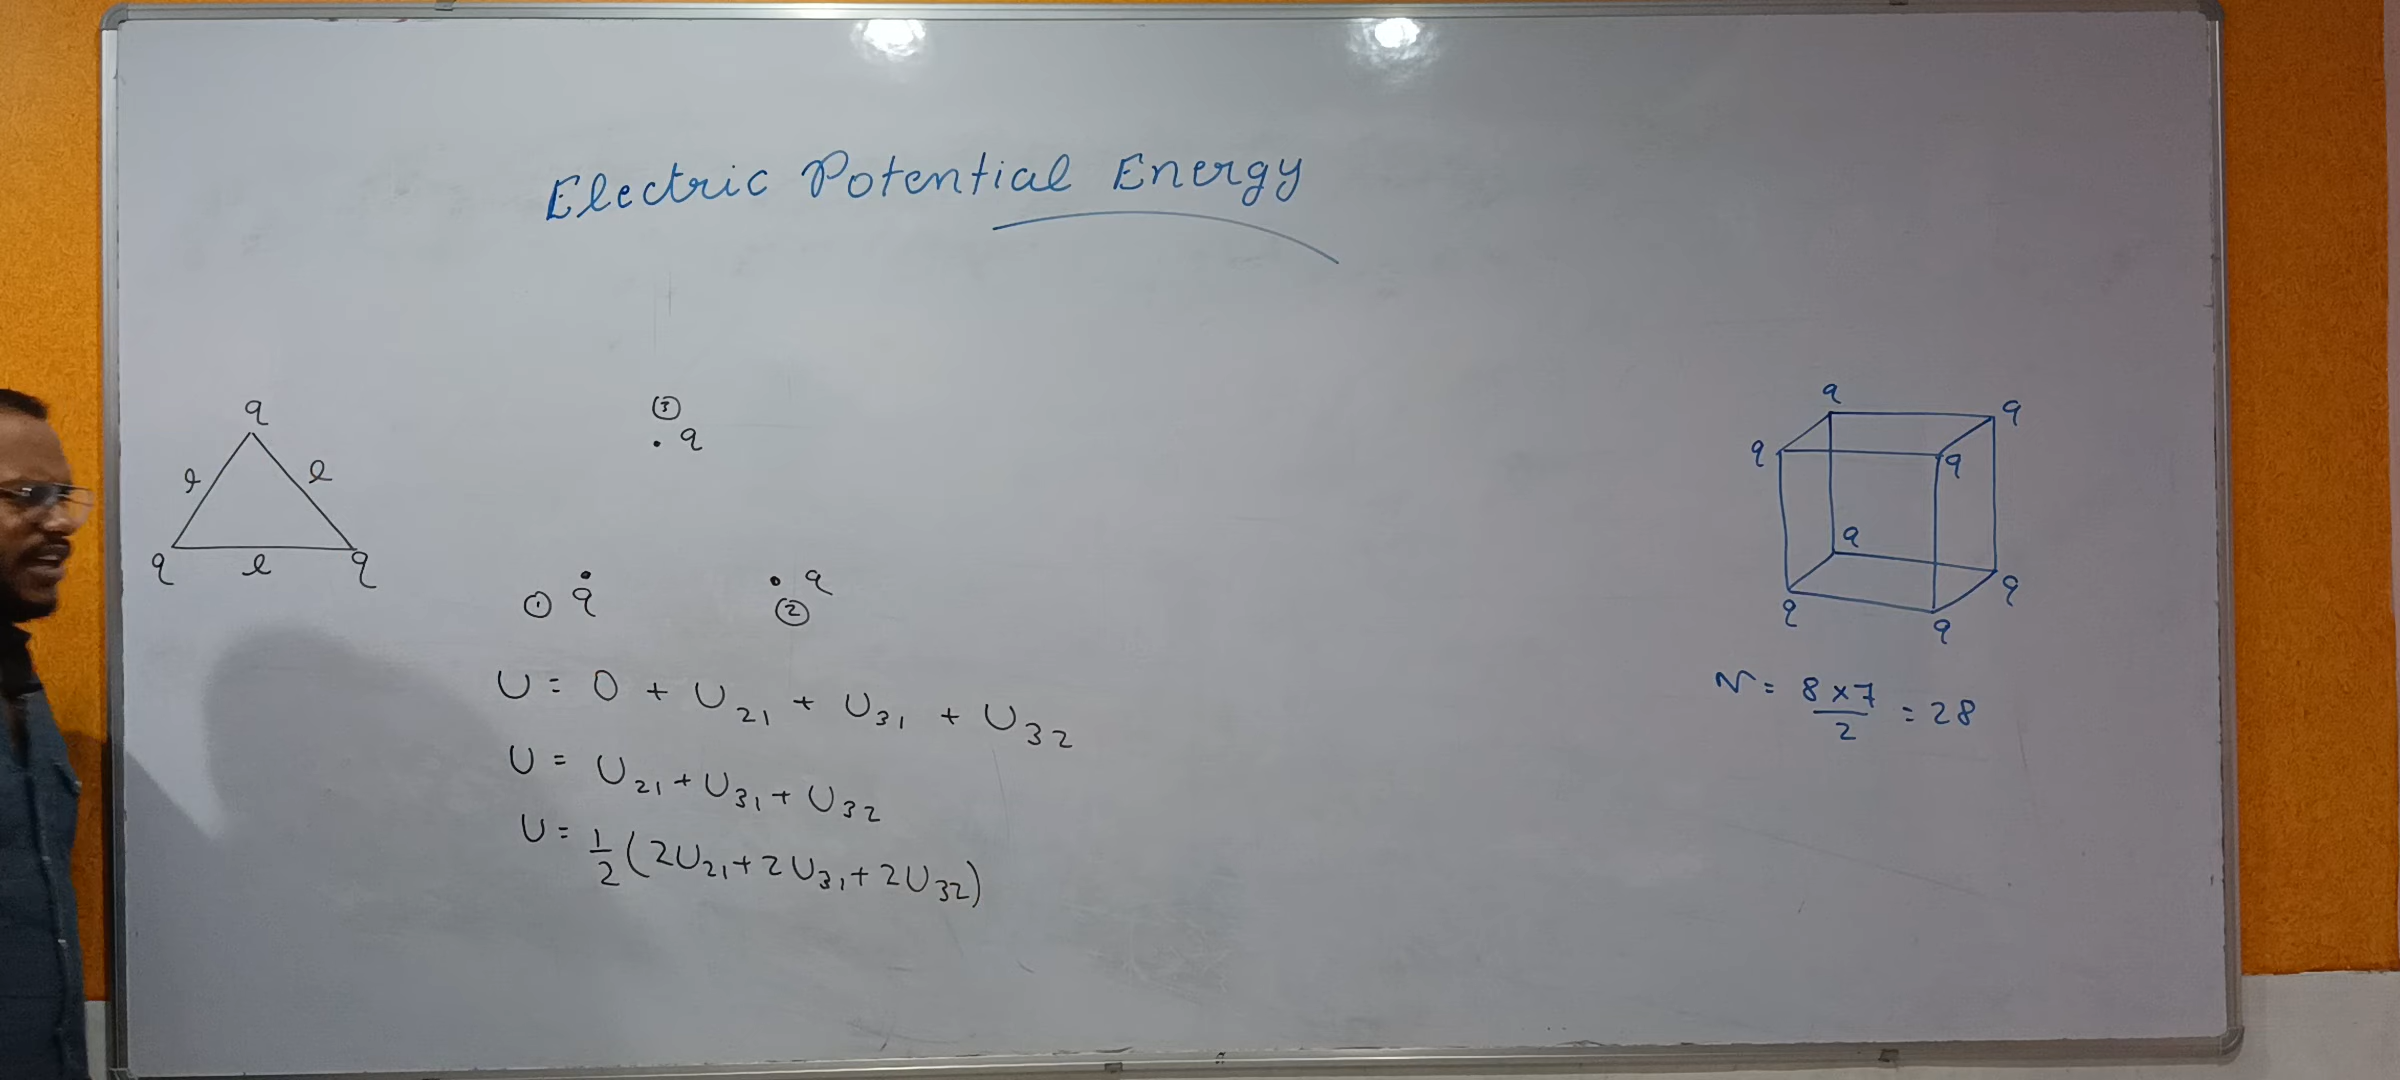 Electric Potential Energy
q
l l
q l q
③
q
① q
q
②
U = 0 + U₂₁ + U₃₁ + U₃₂
U = U₂₁ + U₃₁ + U₃₂
U = 1/2 (2U₂₁ + 2U₃₁ + 2U₃₂)
q q
q q
q
q
q q
N = 8 × 7 / 2 = 28